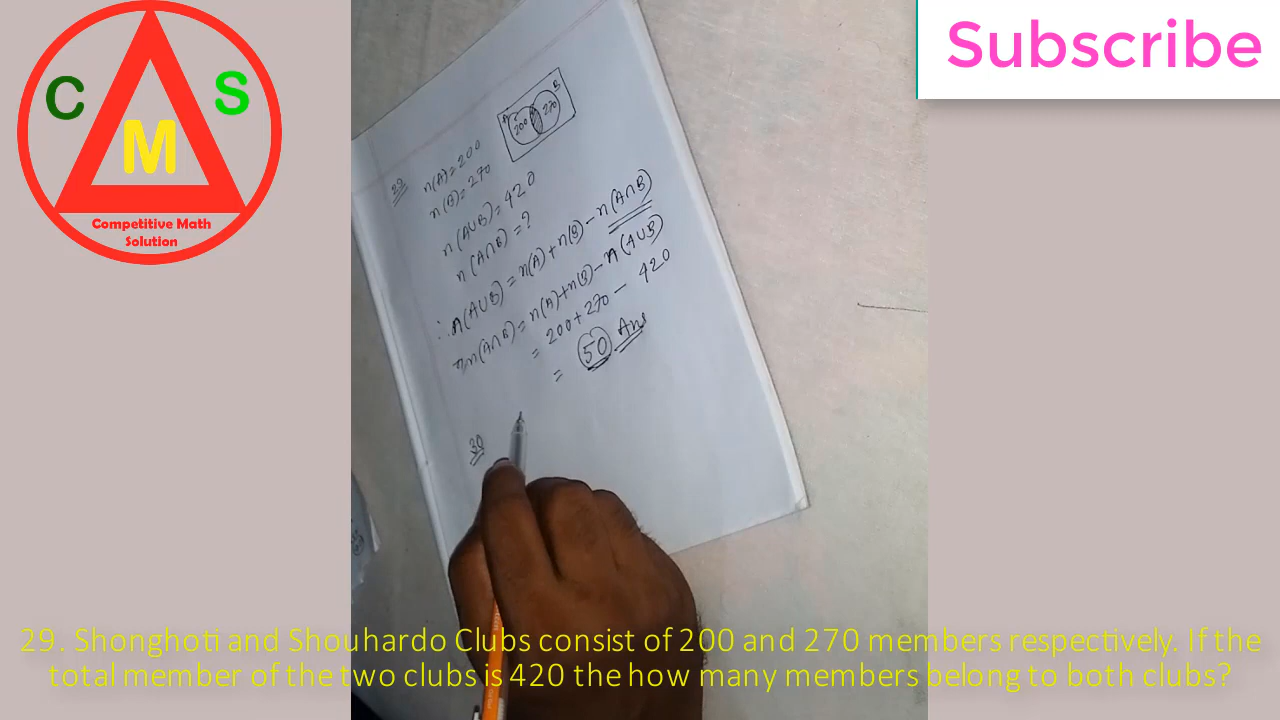 C S
M
Competitive Math
Solution
Subscribe
29
n(A)=200
n(B)=270
n(A∪B)=420
n(A∩B)=?
A B
200 270
∴ n(A∪B) = n(A)+n(B)-n(A∩B)
n(A∩B) = n(A)+n(B)-n(A∪B)
= 200+270-420
= 50 Ans
30
29. Shonghoti and Shouhardo Clubs consist of 200 and 270 members respectively. If the
total member of the two clubs is 420 the how many members belong to both clubs?